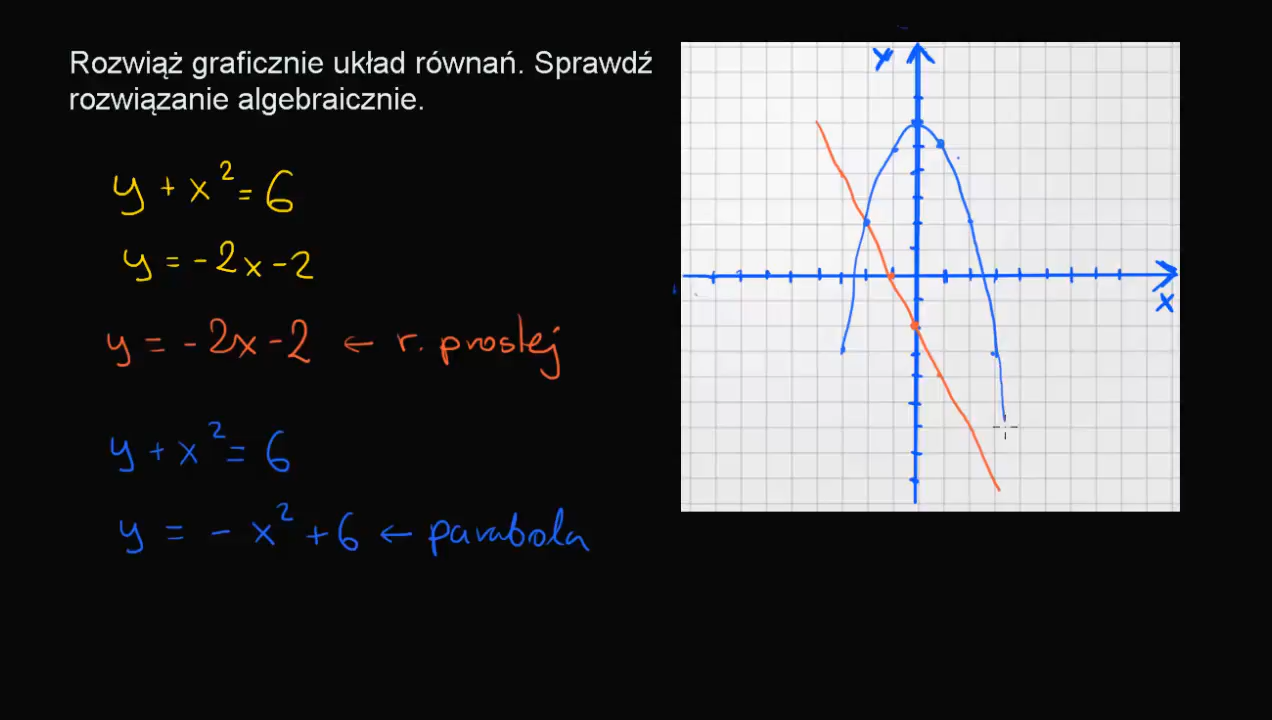 Rozwiąż graficznie układ równań. Sprawdź
rozwiązanie algebraicznie.
y + x² = 6
y = -2x - 2
y = -2x - 2 ← r. prostej
y + x² = 6
y = -x² + 6 ← parabola
y
x